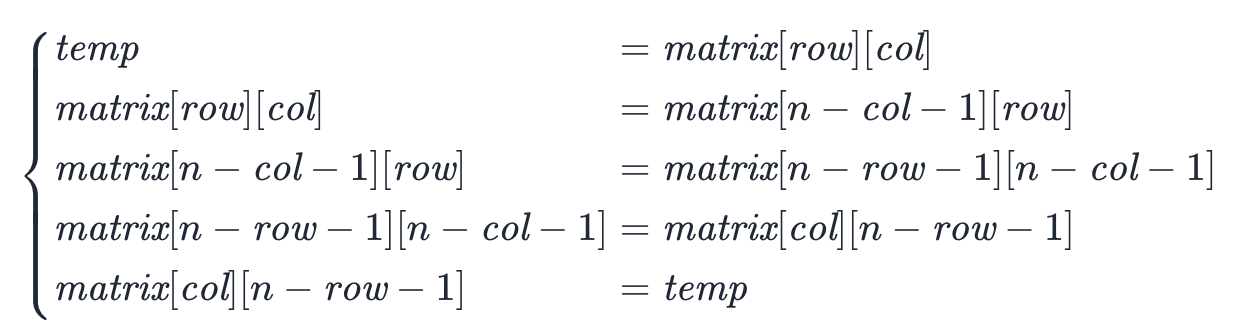 temp = matrix[row][col]
matrix[row][col] = matrix[n − col − 1][row]
matrix[n − col − 1][row] = matrix[n − row − 1][n − col − 1]
matrix[n − row − 1][n − col − 1] = matrix[col][n − row − 1]
matrix[col][n − row − 1] = temp